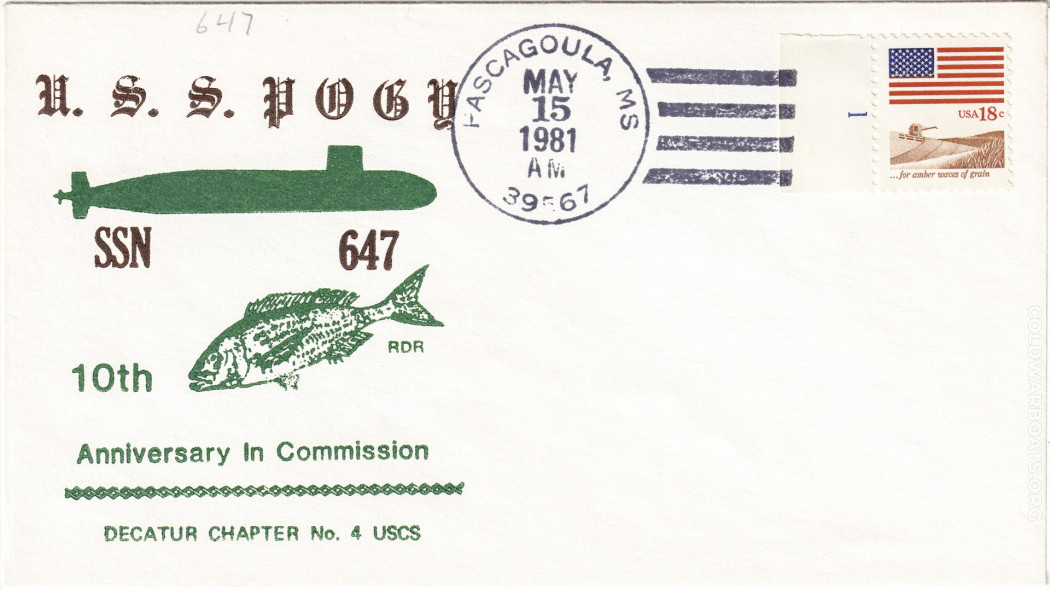 647
U. S. S. POGY
SSN 647
RDR
10th
Anniversary In Commission
DECATUR CHAPTER No. 4 USCS
PASCAGOULA, MS
MAY
15
1981
AM
39567
1
USA 18c
...for amber waves of grain
COLDWARBOATS.ORG